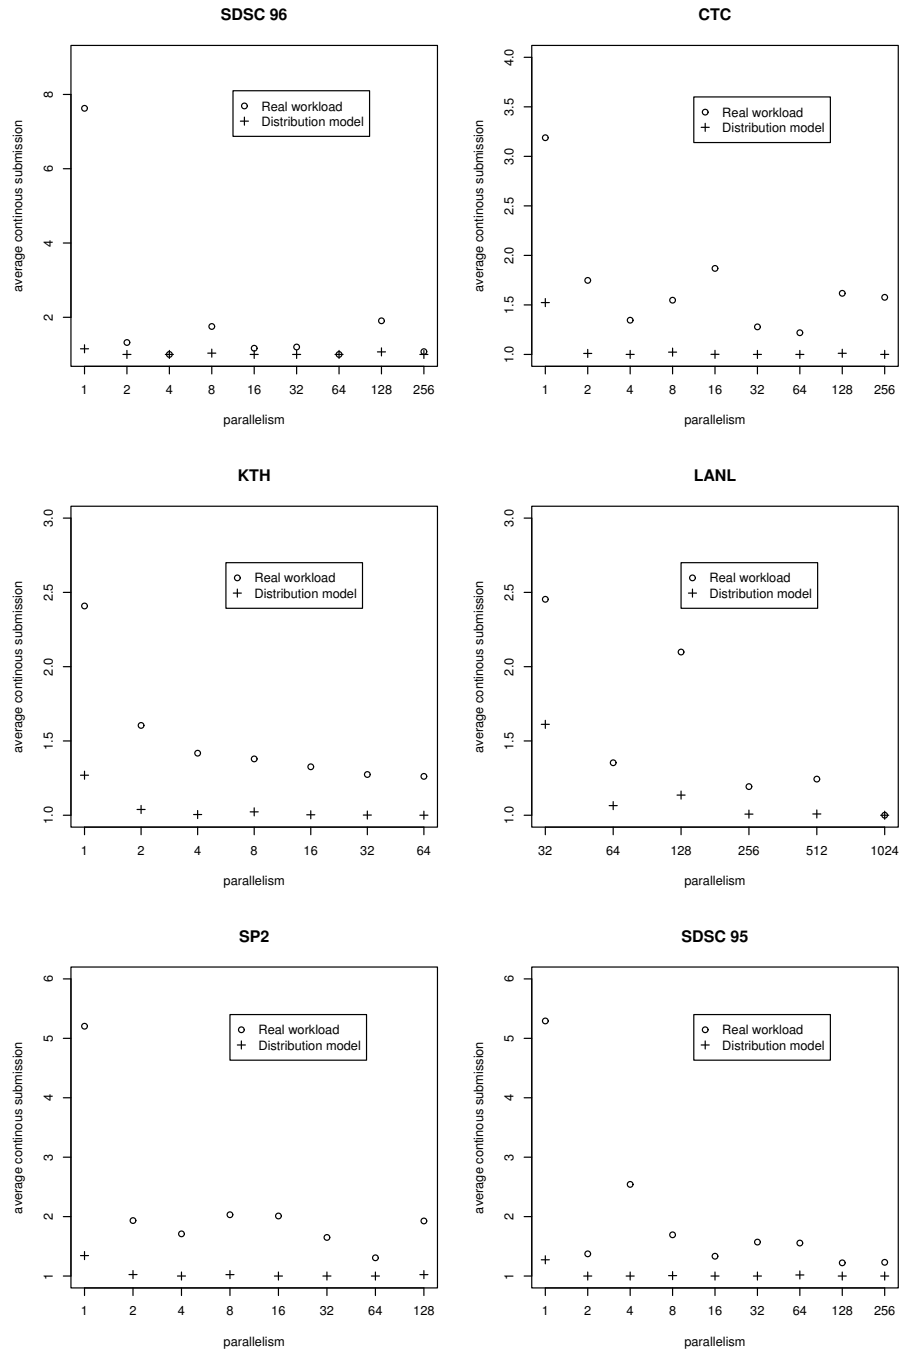 SDSC 96
average continous submission
8
6
4
2
Real workload
Distribution model
1 2 4 8 16 32 64 128 256
parallelism
CTC
average continous submission
4.0
3.5
3.0
2.5
2.0
1.5
1.0
Real workload
Distribution model
1 2 4 8 16 32 64 128 256
parallelism
KTH
average continous submission
3.0
2.5
2.0
1.5
1.0
Real workload
Distribution model
1 2 4 8 16 32 64
parallelism
LANL
average continous submission
3.0
2.5
2.0
1.5
1.0
Real workload
Distribution model
32 64 128 256 512 1024
parallelism
SP2
average continous submission
6
5
4
3
2
1
Real workload
Distribution model
1 2 4 8 16 32 64 128
parallelism
SDSC 95
average continous submission
6
5
4
3
2
1
Real workload
Distribution model
1 2 4 8 16 32 64 128 256
parallelism